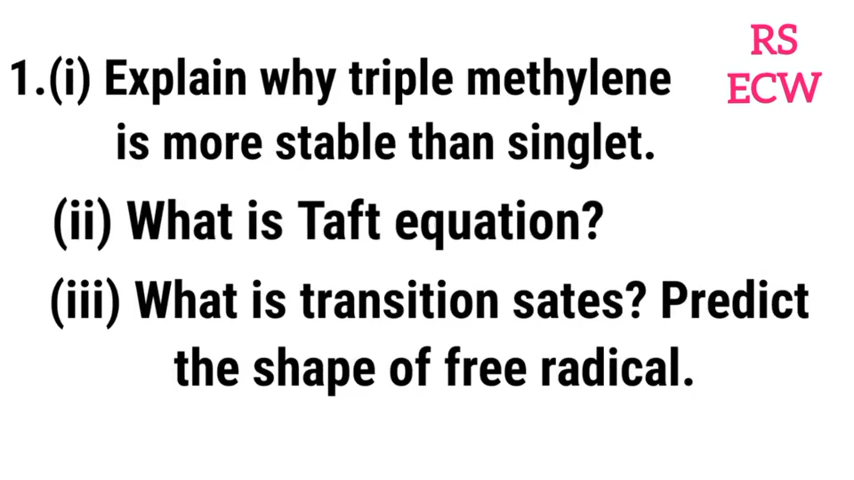 RS
ECW
1.(i) Explain why triple methylene
is more stable than singlet.
(ii) What is Taft equation?
(iii) What is transition sates? Predict
the shape of free radical.